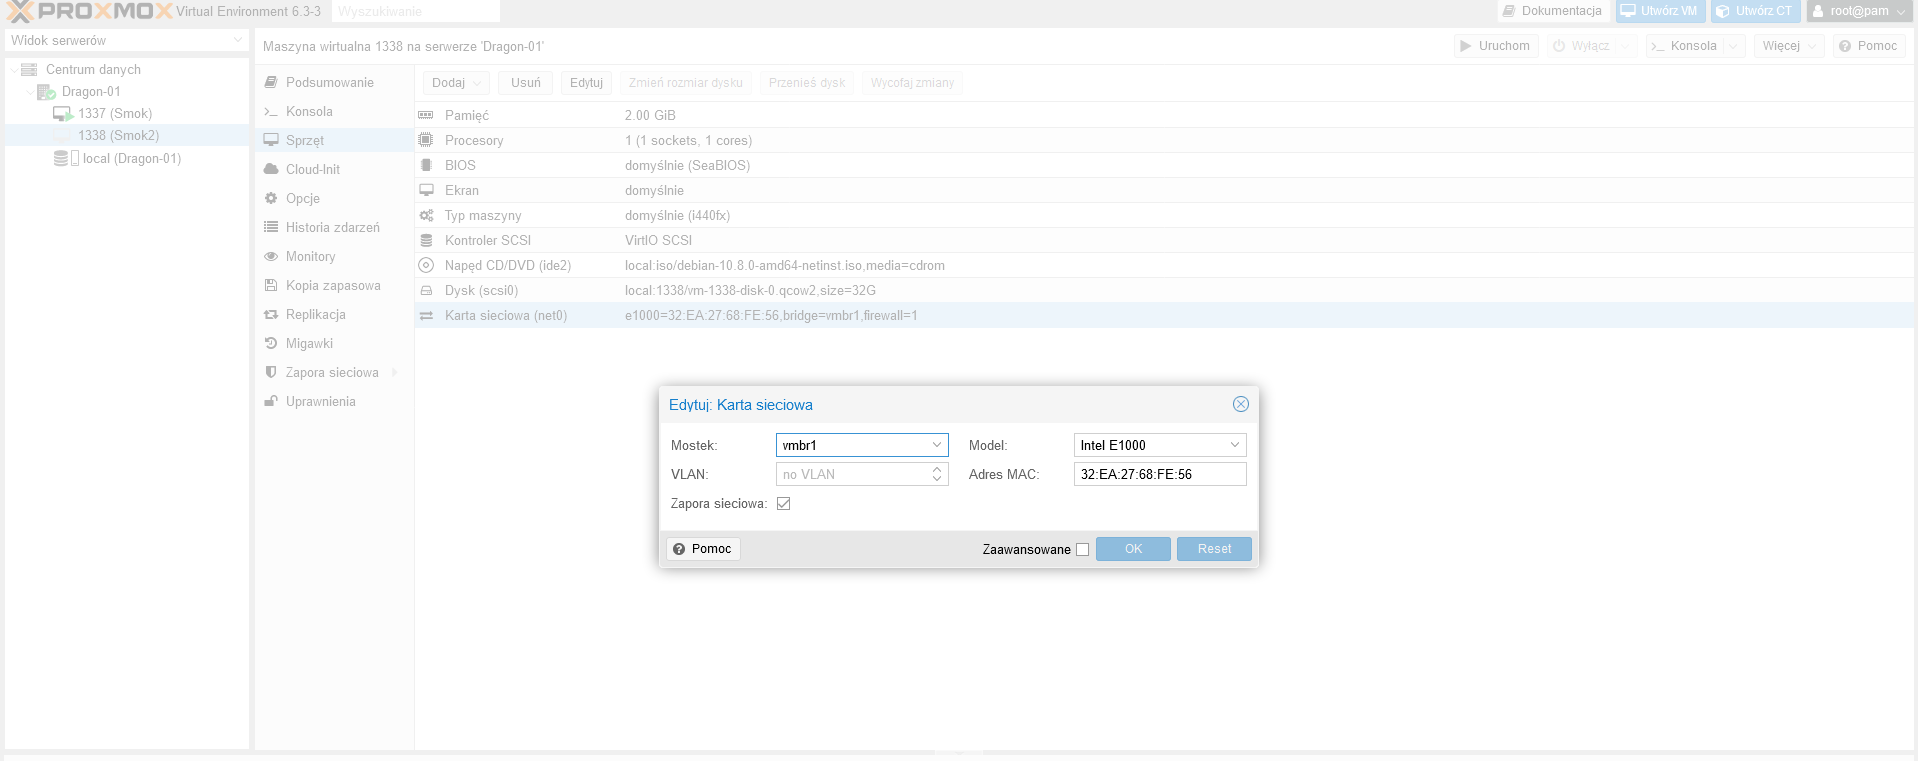 PROXMOX Virtual Environment 6.3-3 Wyszukiwanie Dokumentacja Utwórz VM Utwórz CT root@pam
Widok serwerów
Maszyna wirtualna 1338 na serwerze 'Dragon-01' Uruchom Wyłącz Konsola Więcej Pomoc
Centrum danych
Dragon-01
1337 (Smok)
1338 (Smok2)
local (Dragon-01)
Podsumowanie
Konsola
Sprzęt
Cloud-Init
Opcje
Historia zdarzeń
Monitory
Kopia zapasowa
Replikacja
Migawki
Zapora sieciowa
Uprawnienia
Dodaj Usuń Edytuj Zmień rozmiar dysku Przenieś dysk Wycofaj zmiany
Pamięć 2.00 GiB
Procesory 1 (1 sockets, 1 cores)
BIOS domyślnie (SeaBIOS)
Ekran domyślnie
Typ maszyny domyślnie (i440fx)
Kontroler SCSI VirtIO SCSI
Napęd CD/DVD (ide2) local:iso/debian-10.8.0-amd64-netinst.iso,media=cdrom
Dysk (scsi0) local:1338/vm-1338-disk-0.qcow2,size=32G
Karta sieciowa (net0) e1000=32:EA:27:68:FE:56,bridge=vmbr1,firewall=1
Edytuj: Karta sieciowa
Mostek: vmbr1 Model: Intel E1000
VLAN: no VLAN Adres MAC: 32:EA:27:68:FE:56
Zapora sieciowa:
Pomoc Zaawansowane OK Reset